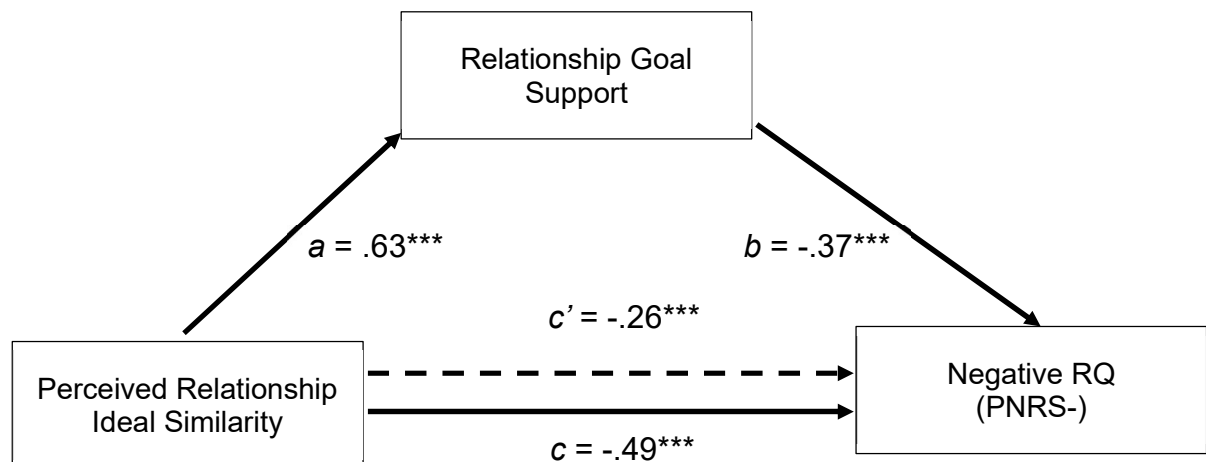 Relationship Goal
Support
a = .63***
b = -.37***
c’ = -.26***
Perceived Relationship
Ideal Similarity
Negative RQ
(PNRS-)
c = -.49***